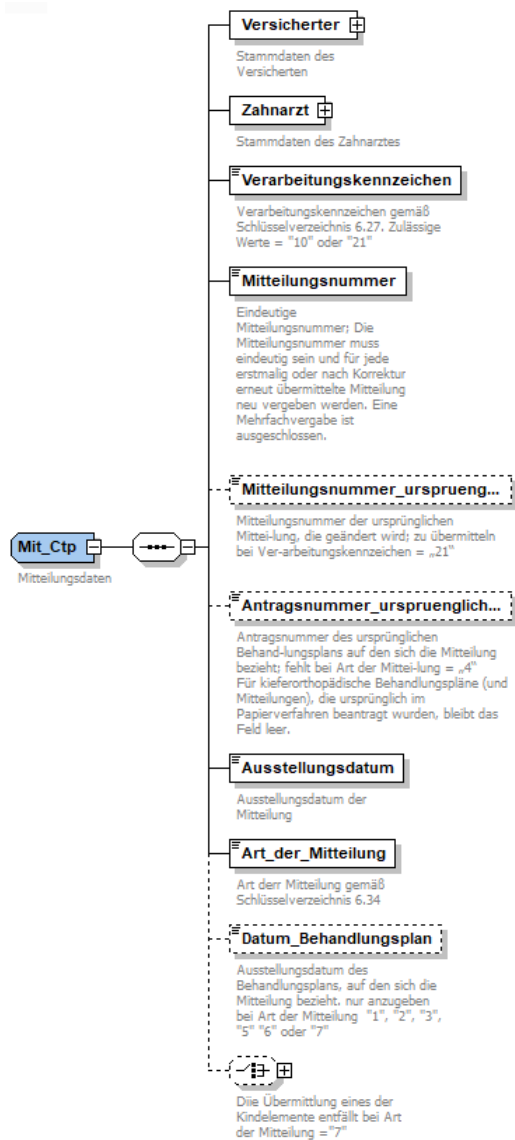 Versicherter
Stammdaten des
Versicherten
Zahnarzt
Stammdaten des Zahnarztes
Verarbeitungskennzeichen
Verarbeitungskennzeichen gemäß
Schlüsselverzeichnis 6.27. Zulässige
Werte = "10" oder "21"
Mitteilungsnummer
Eindeutige
Mitteilungsnummer; Die
Mitteilungsnummer muss
eindeutig sein und für jede
erstmalig oder nach Korrektur
erneut übermittelte Mitteilung
neu vergeben werden. Eine
Mehrfachvergabe ist
ausgeschlossen.
Mitteilungsnummer_ursprueng...
Mitteilungsnummer der ursprünglichen
Mittei-lung, die geändert wird; zu übermitteln
bei Ver-arbeitungskennzeichen = „21“
Mit_Ctp
Mitteilungsdaten
Antragsnummer_urspruenglich...
Antragsnummer des ursprünglichen
Behand-lungsplans auf den sich die Mitteilung
bezieht; fehlt bei Art der Mittei-lung = „4“
Für kieferorthopädische Behandlungspläne (und
Mitteilungen), die ursprünglich im
Papierverfahren beantragt wurden, bleibt das
Feld leer.
Ausstellungsdatum
Ausstellungsdatum der
Mitteilung
Art_der_Mitteilung
Art derr Mitteilung gemäß
Schlüsselverzeichnis 6.34
Datum_Behandlungsplan
Ausstellungsdatum des
Behandlungsplans, auf den sich die
Mitteilung bezieht. nur anzugeben
bei Art der Mitteilung "1", "2", "3",
"5" "6" oder "7"
Diie Übermittlung eines der
Kindelemente entfällt bei Art
der Mitteilung ="7"